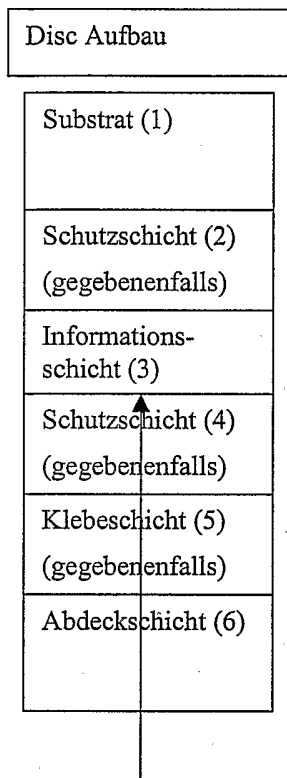 Disc Aufbau
Substrat (1)
Schutzschicht (2)
(gegebenenfalls)
Informations-
schicht (3)
Schutzschicht (4)
(gegebenenfalls)
Klebeschicht (5)
(gegebenenfalls)
Abdeckschicht (6)